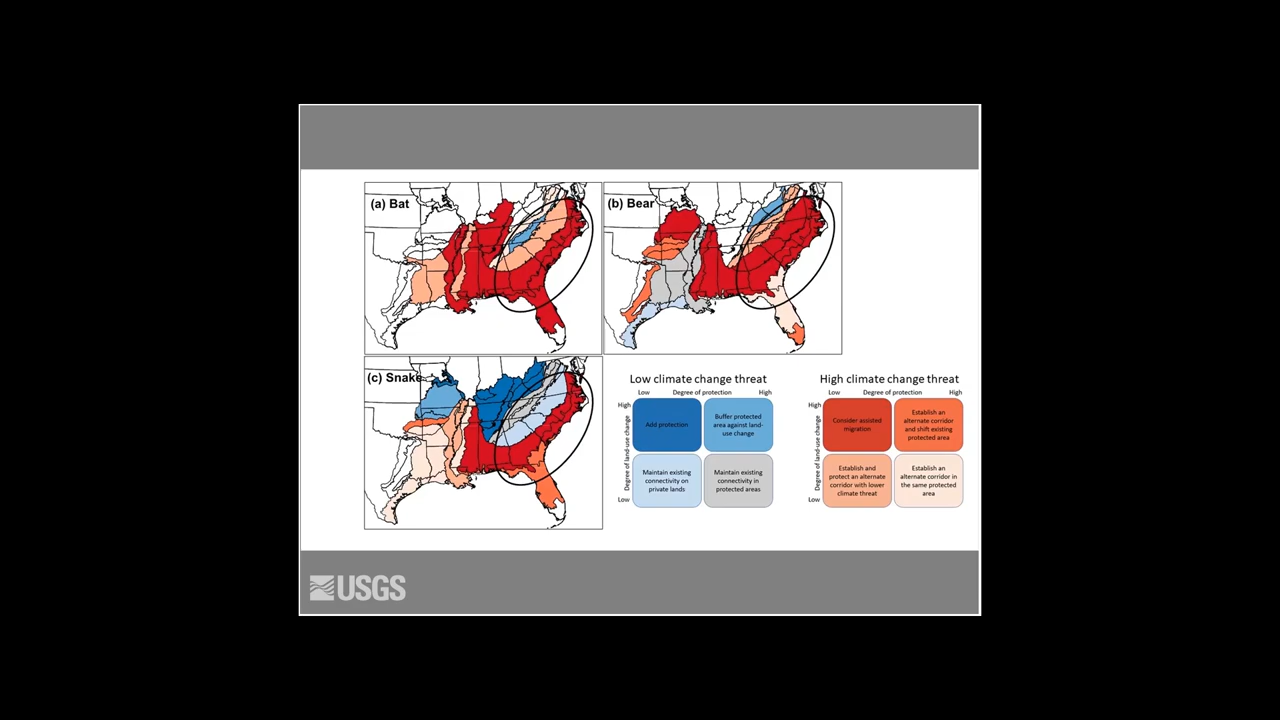 (a) Bat
(b) Bear
(c) Snake
Low climate change threat
Low Degree of protection High
High
Degree of land-use change
Low
Add protection
Buffer protected
area against land-
use change
Maintain existing
connectivity on
private lands
Maintain existing
connectivity in
protected areas
High climate change threat
Low Degree of protection High
High
Degree of land-use change
Low
Consider assisted
migration
Establish an
alternate corridor
and shift existing
protected area
Establish and
protect an alternate
corridor with lower
climate threat
Establish an
alternate corridor in
the same protected
area
USGS